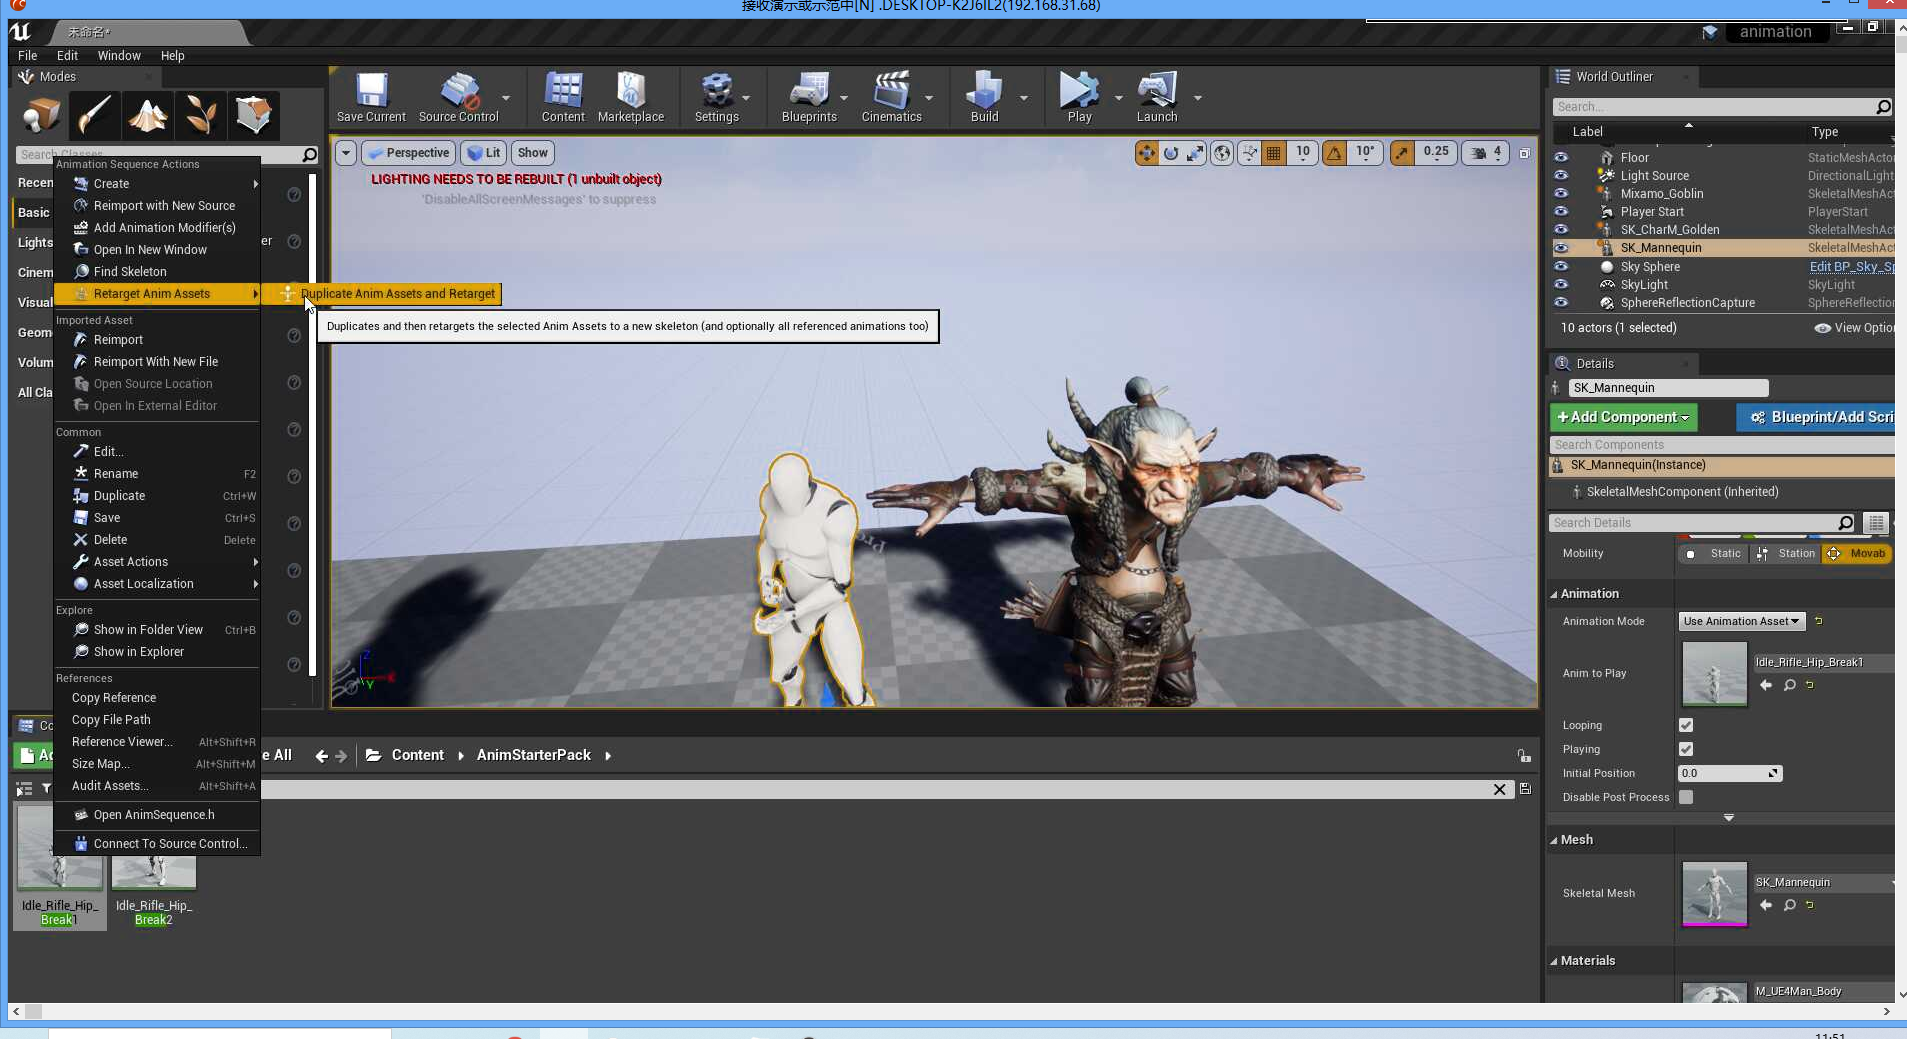 接收演示或示范中[N] .DESKTOP-K2J6IL2(192.168.31.68)
未命名*
animation
File Edit Window Help
Modes
Save Current
Source Control
Content
Marketplace
Settings
Blueprints
Cinematics
Build
Play
Launch
World Outliner
Search...
Label
Type
Floor StaticMeshActo
Light Source DirectionalLight
Mixamo_Goblin SkeletalMeshAct
Player Start PlayerStart
SK_CharM_Golden SkeletalMeshAct
SK_Mannequin SkeletalMeshAct
Sky Sphere Edit BP_Sky_Sp
SkyLight SkyLight
SphereReflectionCapture SphereReflection
10 actors (1 selected)
View Optio
Search Classes
Recen
Basic
Lights
Cinem
Visual
Geom
Volum
All Cla
er
Animation Sequence Actions
Create
Reimport with New Source
Add Animation Modifier(s)
Open In New Window
Find Skeleton
Retarget Anim Assets
Duplicate Anim Assets and Retarget
Duplicates and then retargets the selected Anim Assets to a new skeleton (and optionally all referenced animations too)
Imported Asset
Reimport
Reimport With New File
Open Source Location
Open In External Editor
Common
Edit...
Rename F2
Duplicate Ctrl+W
Save Ctrl+S
Delete Delete
Asset Actions
Asset Localization
Explore
Show in Folder View Ctrl+B
Show in Explorer
References
Copy Reference
Copy File Path
Reference Viewer... Alt+Shift+R
Size Map... Alt+Shift+M
Audit Assets... Alt+Shift+A
Open AnimSequence.h
Connect To Source Control...
Perspective
Lit
Show
10
10°
0.25
4
LIGHTING NEEDS TO BE REBUILT (1 unbuilt object)
'DisableAllScreenMessages' to suppress
Z
X
Y
Details
SK_Mannequin
+Add Component
Blueprint/Add Scri
Search Components
SK_Mannequin(Instance)
SkeletalMeshComponent (Inherited)
Search Details
Mobility Static Station Movab
Animation
Animation Mode Use Animation Asset
Anim to Play Idle_Rifle_Hip_Break1
Looping
Playing
Initial Position 0.0
Disable Post Process
Mesh
Skeletal Mesh SK_Mannequin
Materials
M_UE4Man_Body
Co
Ad
e All
Content
AnimStarterPack
Idle_Rifle_Hip_
Break1
Idle_Rifle_Hip_
Break2
11:51